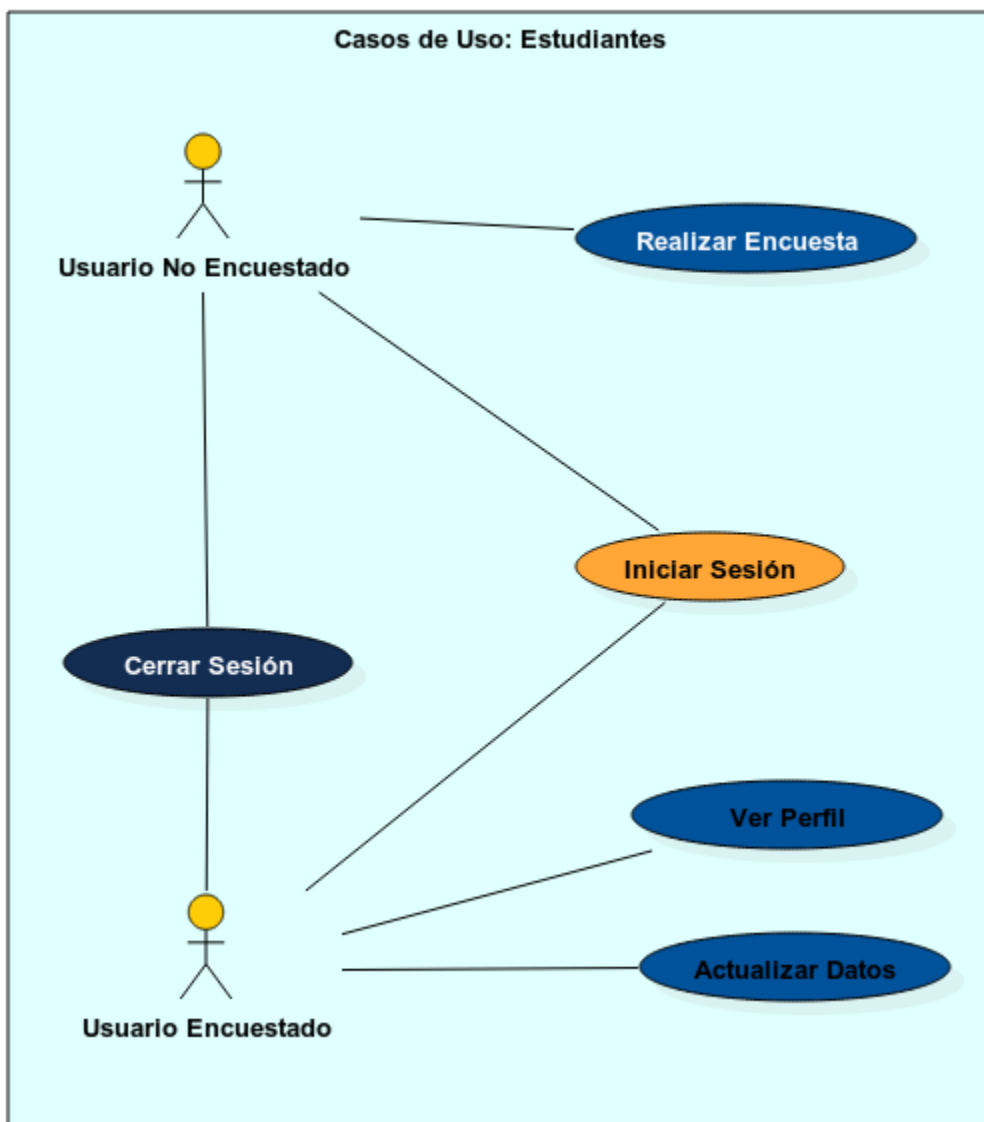 Casos de Uso: Estudiantes
Usuario No Encuestado
Realizar Encuesta
Iniciar Sesión
Cerrar Sesión
Ver Perfil
Actualizar Datos
Usuario Encuestado